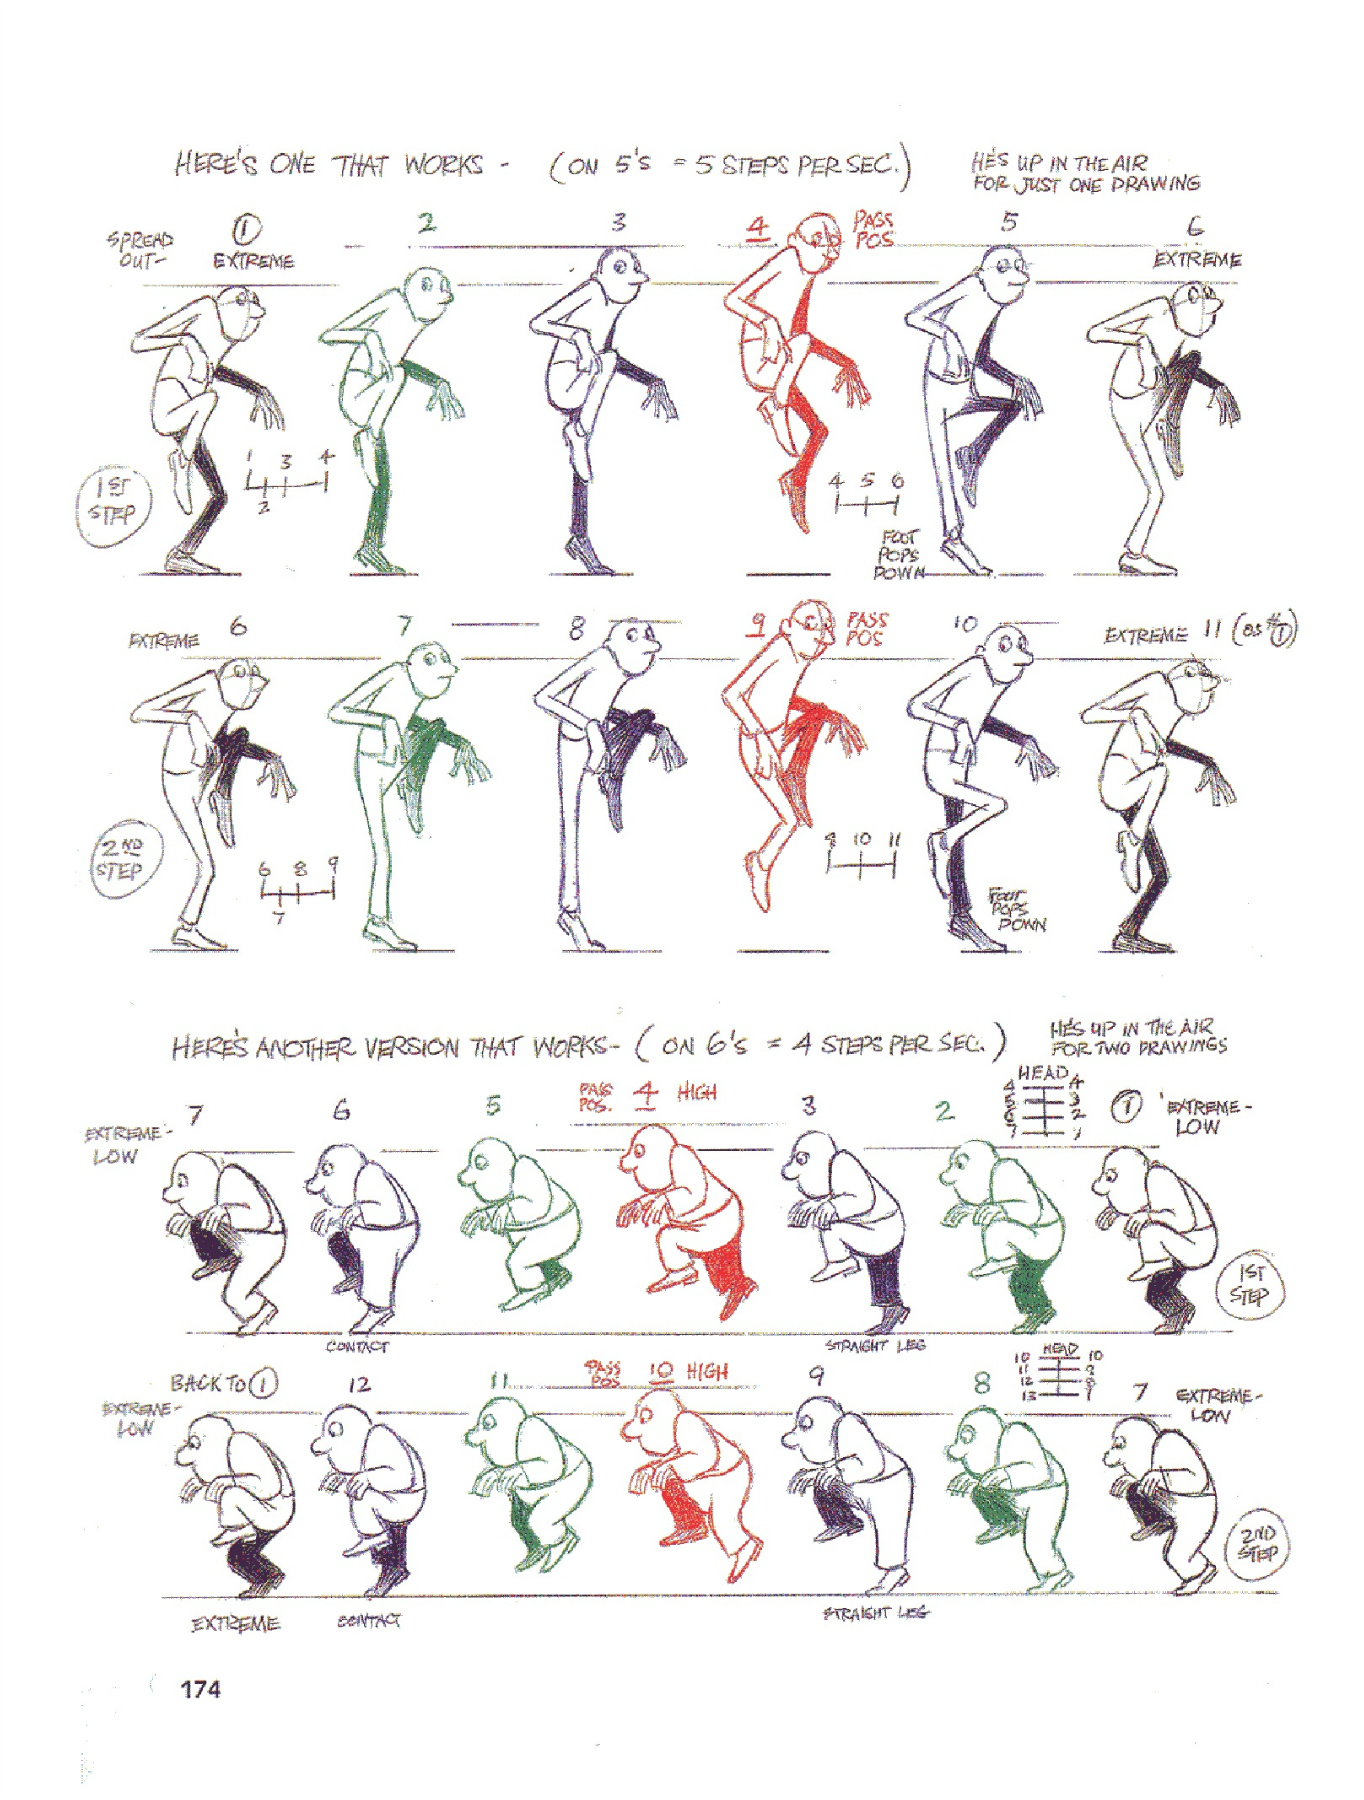 HERE'S ONE THAT WORKS - (ON 5'S = 5 STEPS PER SEC.)
HE'S UP IN THE AIR
FOR JUST ONE DRAWING
SPREAD
OUT-
1
EXTREME
2
3
4
PASS
POS
5
6
EXTREME
1ST
STEP
1 3 4
2
4 5 6
FOOT
POPS
DOWN
EXTREME
6
7
8
9
PASS
POS
10
EXTREME 11 (AS #1)
2ND
STEP
6 8 9
7
9 10 11
FOOT
POPS
DOWN
HERE'S ANOTHER VERSION THAT WORKS - (ON 6'S = 4 STEPS PER SEC.)
HE'S UP IN THE AIR
FOR TWO DRAWINGS
EXTREME -
LOW
7
6
5
PASS
POS.
4 HIGH
3
2
HEAD
4 4
5 3
6 2
7 1
1
EXTREME -
LOW
1ST
STEP
CONTACT
STRAIGHT LEG
BACK TO 1
EXTREME -
LOW
12
11
PASS
POS
10 HIGH
9
8
HEAD
10 10
11 9
12 8
13 7
7
EXTREME -
LOW
2ND
STEP
EXTREME
CONTACT
STRAIGHT LEG
174